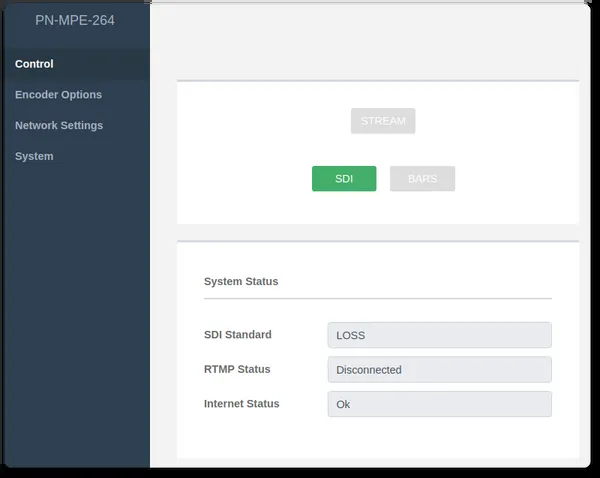 PN-MPE-264
Control
Encoder Options
Network Settings
System
STREAM
SDI BARS
System Status
SDI Standard LOSS
RTMP Status Disconnected
Internet Status Ok